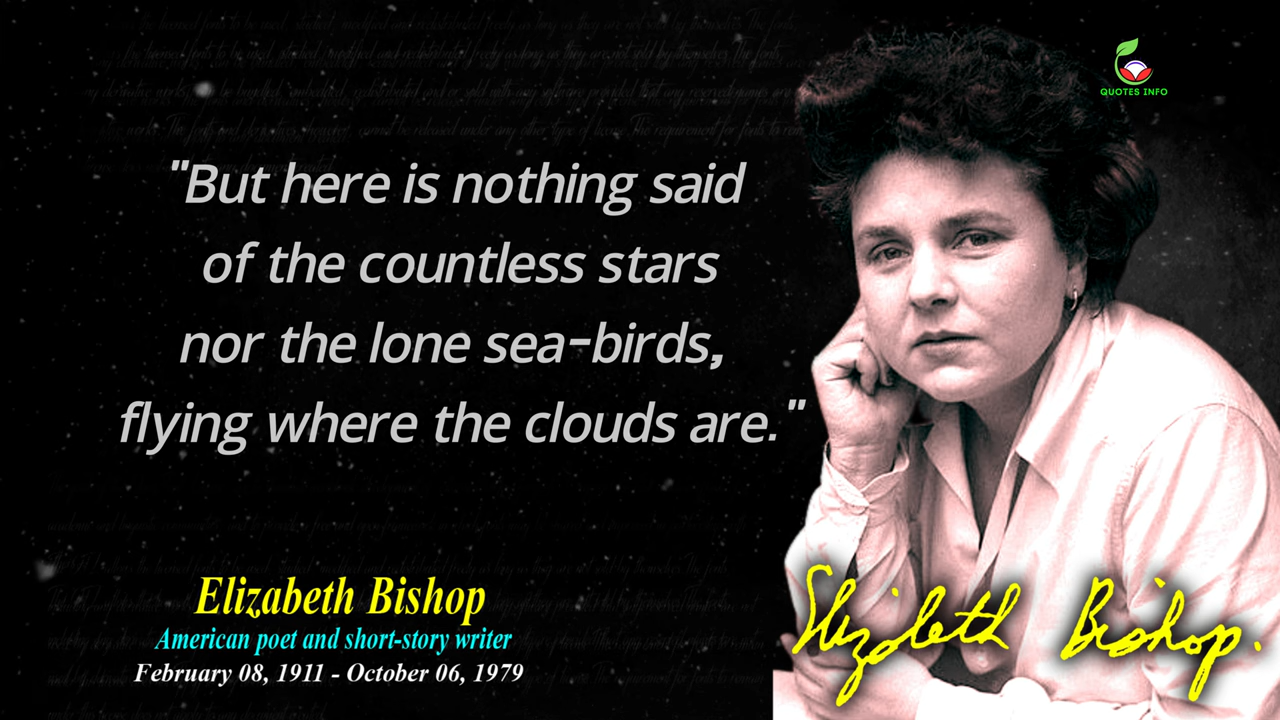 QUOTES INFO
"But here is nothing said
of the countless stars
nor the lone sea-birds,
flying where the clouds are."
Elizabeth Bishop
American poet and short-story writer
February 08, 1911 - October 06, 1979
Elizabeth Bishop.